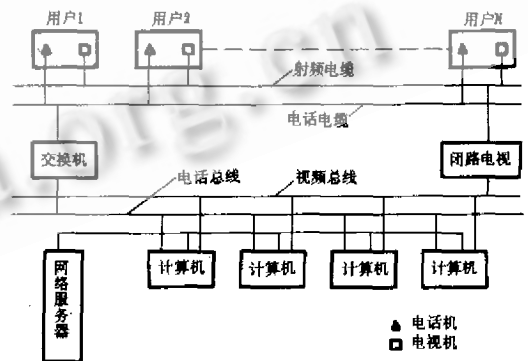 用户1 用户2 用户N
射频电缆
电话电缆
交换机 闭路电视
电话总线 视频总线
网络服务器 计算机 计算机 计算机 计算机
电话机
电视机
.org.cn